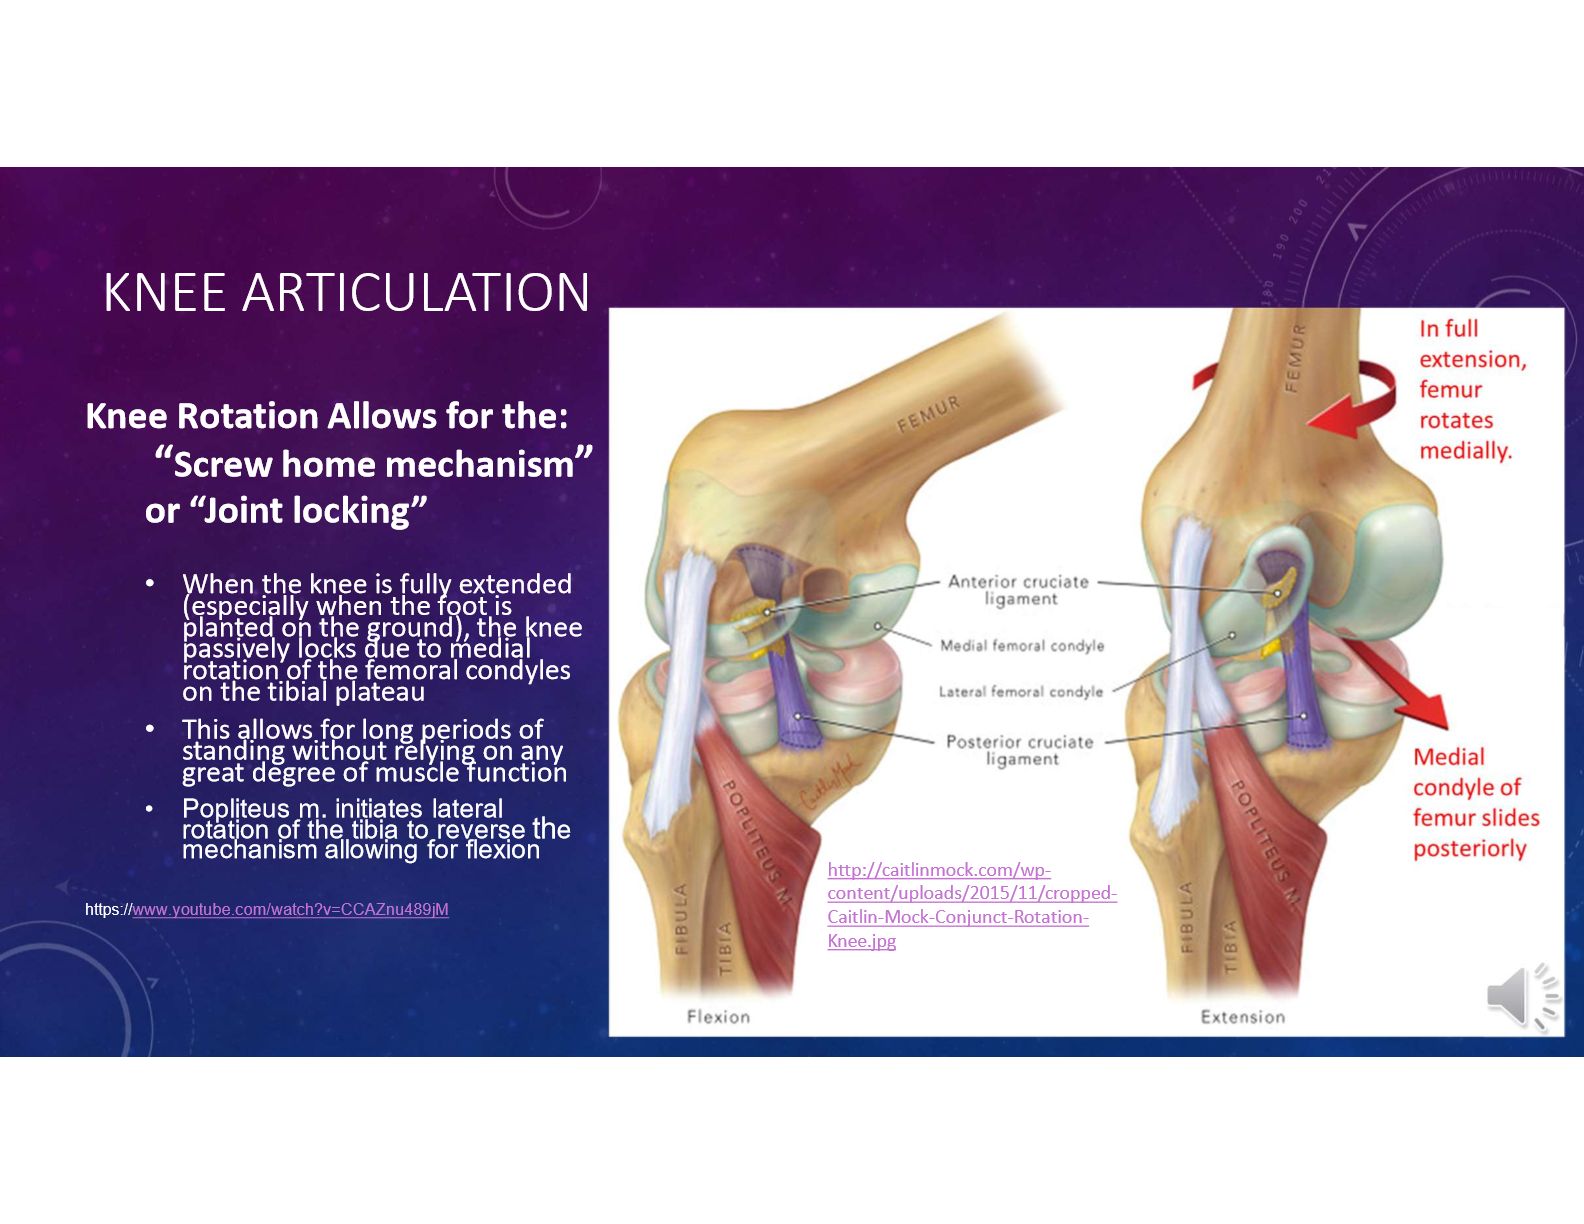 KNEE ARTICULATION
Knee Rotation Allows for the:
“Screw home mechanism”
or “Joint locking”
• When the knee is fully extended
(especially when the foot is
planted on the ground), the knee
passively locks due to medial
rotation of the femoral condyles
on the tibial plateau
• This allows for long periods of
standing without relying on any
great degree of muscle function
• Popliteus m. initiates lateral
rotation of the tibia to reverse the
mechanism allowing for flexion
https://www.youtube.com/watch?v=CCAZnu489jM
FEMUR
Anterior cruciate
ligament
Medial femoral condyle
Lateral femoral condyle
Posterior cruciate
ligament
Caitlin Mock
POPLITEUS M.
FIBULA
TIBIA
Flexion
http://caitlinmock.com/wp-
content/uploads/2015/11/cropped-
Caitlin-Mock-Conjunct-Rotation-
Knee.jpg
FEMUR
In full
extension,
femur
rotates
medially.
Medial
condyle of
femur slides
posteriorly
POPLITEUS M.
FIBULA
TIBIA
Extension
180 190 200